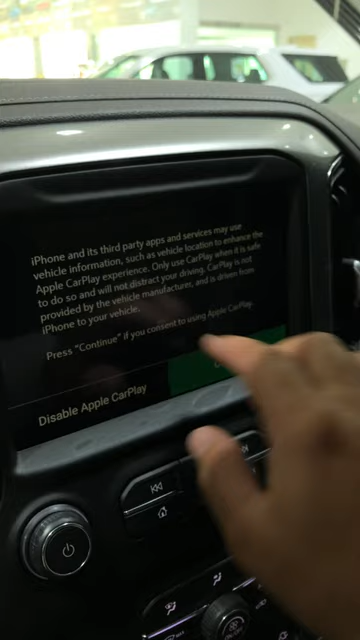 iPhone and its third party apps and services may use
vehicle information, such as vehicle location to enhance the
Apple CarPlay experience. Only use CarPlay when it is safe
to do so and will not distract your driving. CarPlay is not
provided by the vehicle manufacturer, and is driven from
iPhone to your vehicle.
Press "Continue" if you consent to using Apple CarPlay.
Disable Apple CarPlay
AUTO